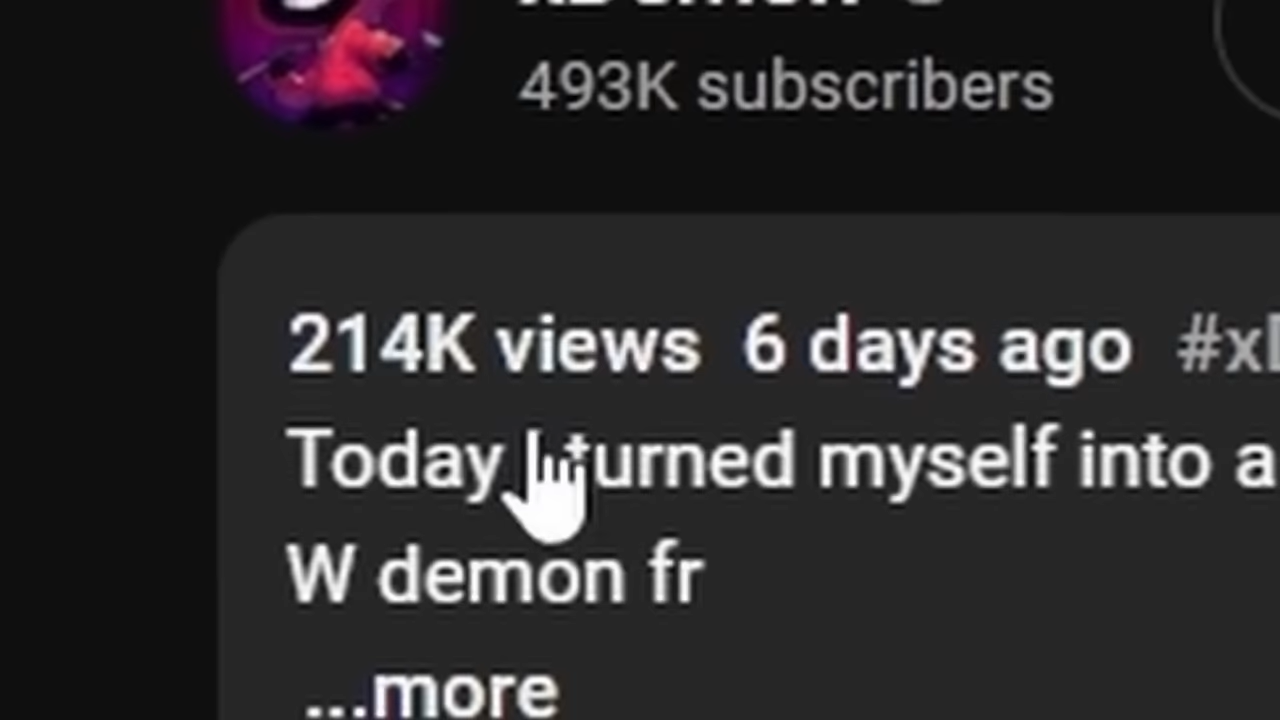 493K subscribers
214K views 6 days ago
Today I turned myself into a
W demon fr
...more